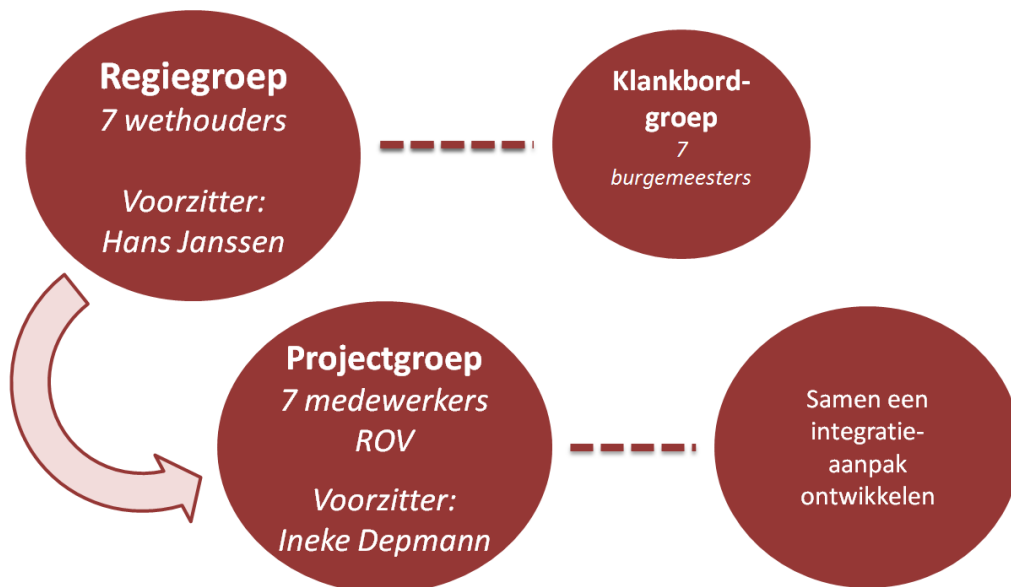 Regiegroep
7 wethouders
Voorzitter:
Hans Janssen
Klankbord-
groep
7
burgemeesters
Projectgroep
7 medewerkers
ROV
Voorzitter:
Ineke Depmann
Samen een
integratie-
aanpak
ontwikkelen